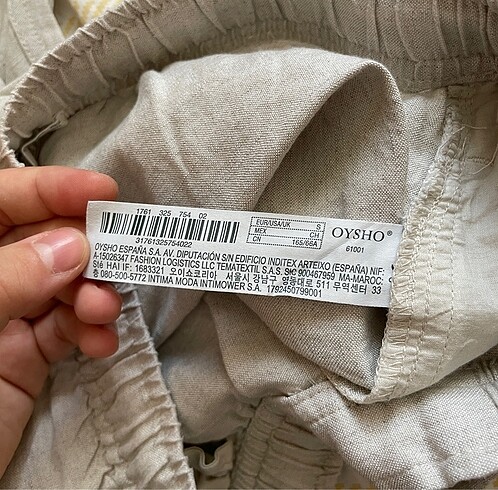 1761 325 754 02
31761325754022
EUR/USA/UK S
MEX CH
CN 165/66A
OYSHO®
61001
OYSHO ESPAÑA S.A. AV. DIPUTACIÓN S/N EDIFICIO INDITEX ARTEIXO (ESPAÑA) NIF:
A-15026347 FASHION LOGISTICS LLC TEMATEXTIL S.A.S. SIC 900467959 MA-MAROC:
Sté HAI IF: 1683321 오이쇼코리아 서울시 강남구 영동대로 511 무역센터 33
층 080-500-5772 INTIMA MODA INTIMOWER S.A. 1792450799001